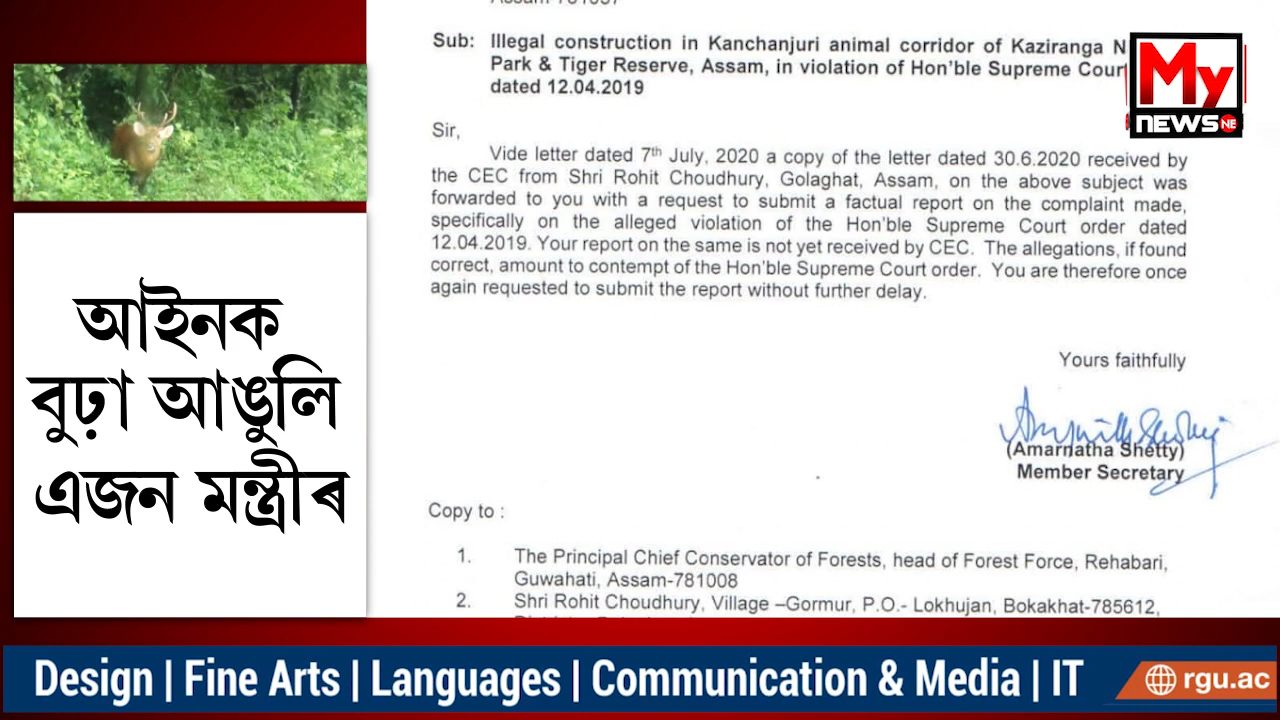 Sub: Illegal construction in Kanchanjuri animal corridor of Kaziranga
Park & Tiger Reserve, Assam, in violation of Hon'ble Supreme
dated 12.04.2019
Sir,
Vide letter dated 7th July, 2020 a copy of the letter dated 30.6.2020 received by
the CEC from Shri Rohit Choudhury, Golaghat, Assam, on the above subject was
forwarded to you with a request to submit a factual report on the complaint made,
specifically on the alleged violation of the Hon'ble Supreme Court order dated
12.04.2019. Your report on the same is not yet received by CEC. The allegations, if found
correct, amount to contempt of the Hon'ble Supreme Court order. You are therefore once
again requested to submit the report without further delay.
Yours faithfully
(Amarnatha Shetty)
Member Secretary
Copy to :
1. The Principal Chief Conservator of Forests, head of Forest Force, Rehabari,
Guwahati, Assam-781008
2. Shri Rohit Choudhury, Village –Gormur, P.O.- Lokhujan, Bokakhat-785612,
My
NEWS NE
আইনক
বুঢ়া আঙুলি
এজন মন্ত্ৰীৰ
Design | Fine Arts | Languages | Communication & Media | IT
rgu.ac